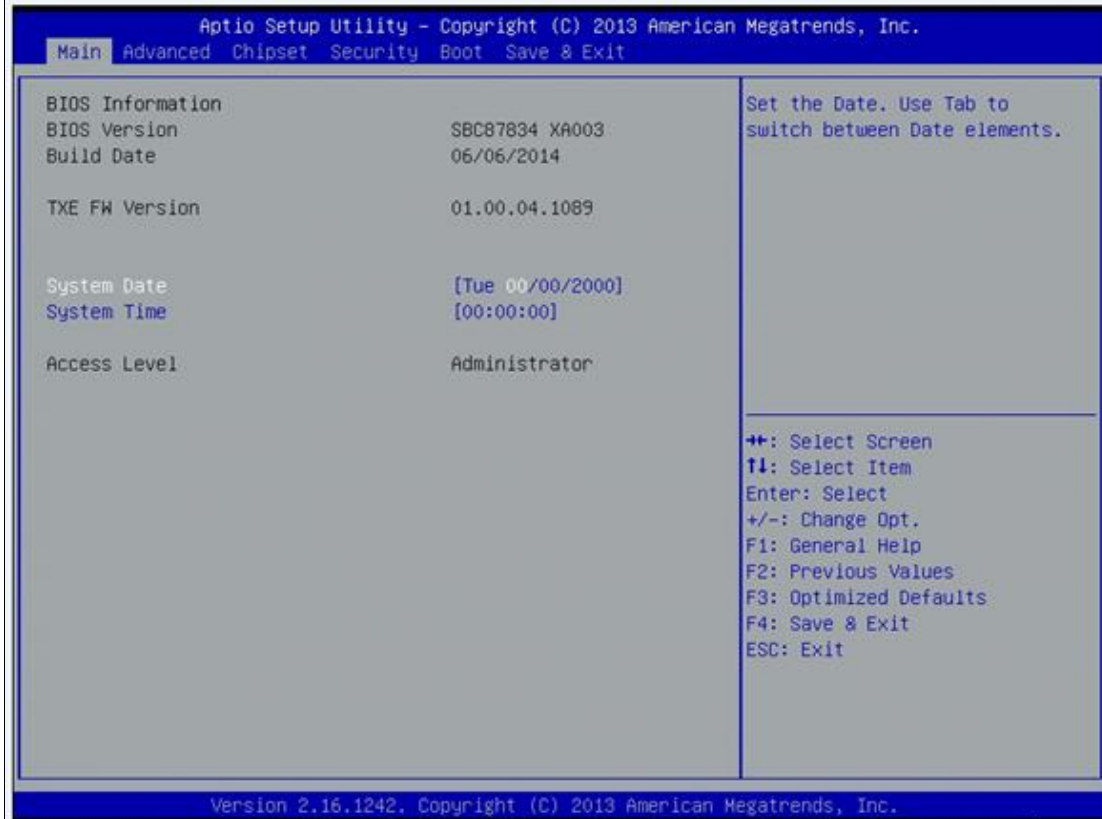 Aptio Setup Utility – Copyright (C) 2013 American Megatrends, Inc.
Main Advanced Chipset Security Boot Save & Exit
BIOS Information
BIOS Version SBC87834 XA003
Build Date 06/06/2014
TXE FW Version 01.00.04.1089
System Date [Tue 00/00/2000]
System Time [00:00:00]
Access Level Administrator
Set the Date. Use Tab to
switch between Date elements.
→←: Select Screen
↑↓: Select Item
Enter: Select
+/-: Change Opt.
F1: General Help
F2: Previous Values
F3: Optimized Defaults
F4: Save & Exit
ESC: Exit
Version 2.16.1242. Copyright (C) 2013 American Megatrends, Inc.